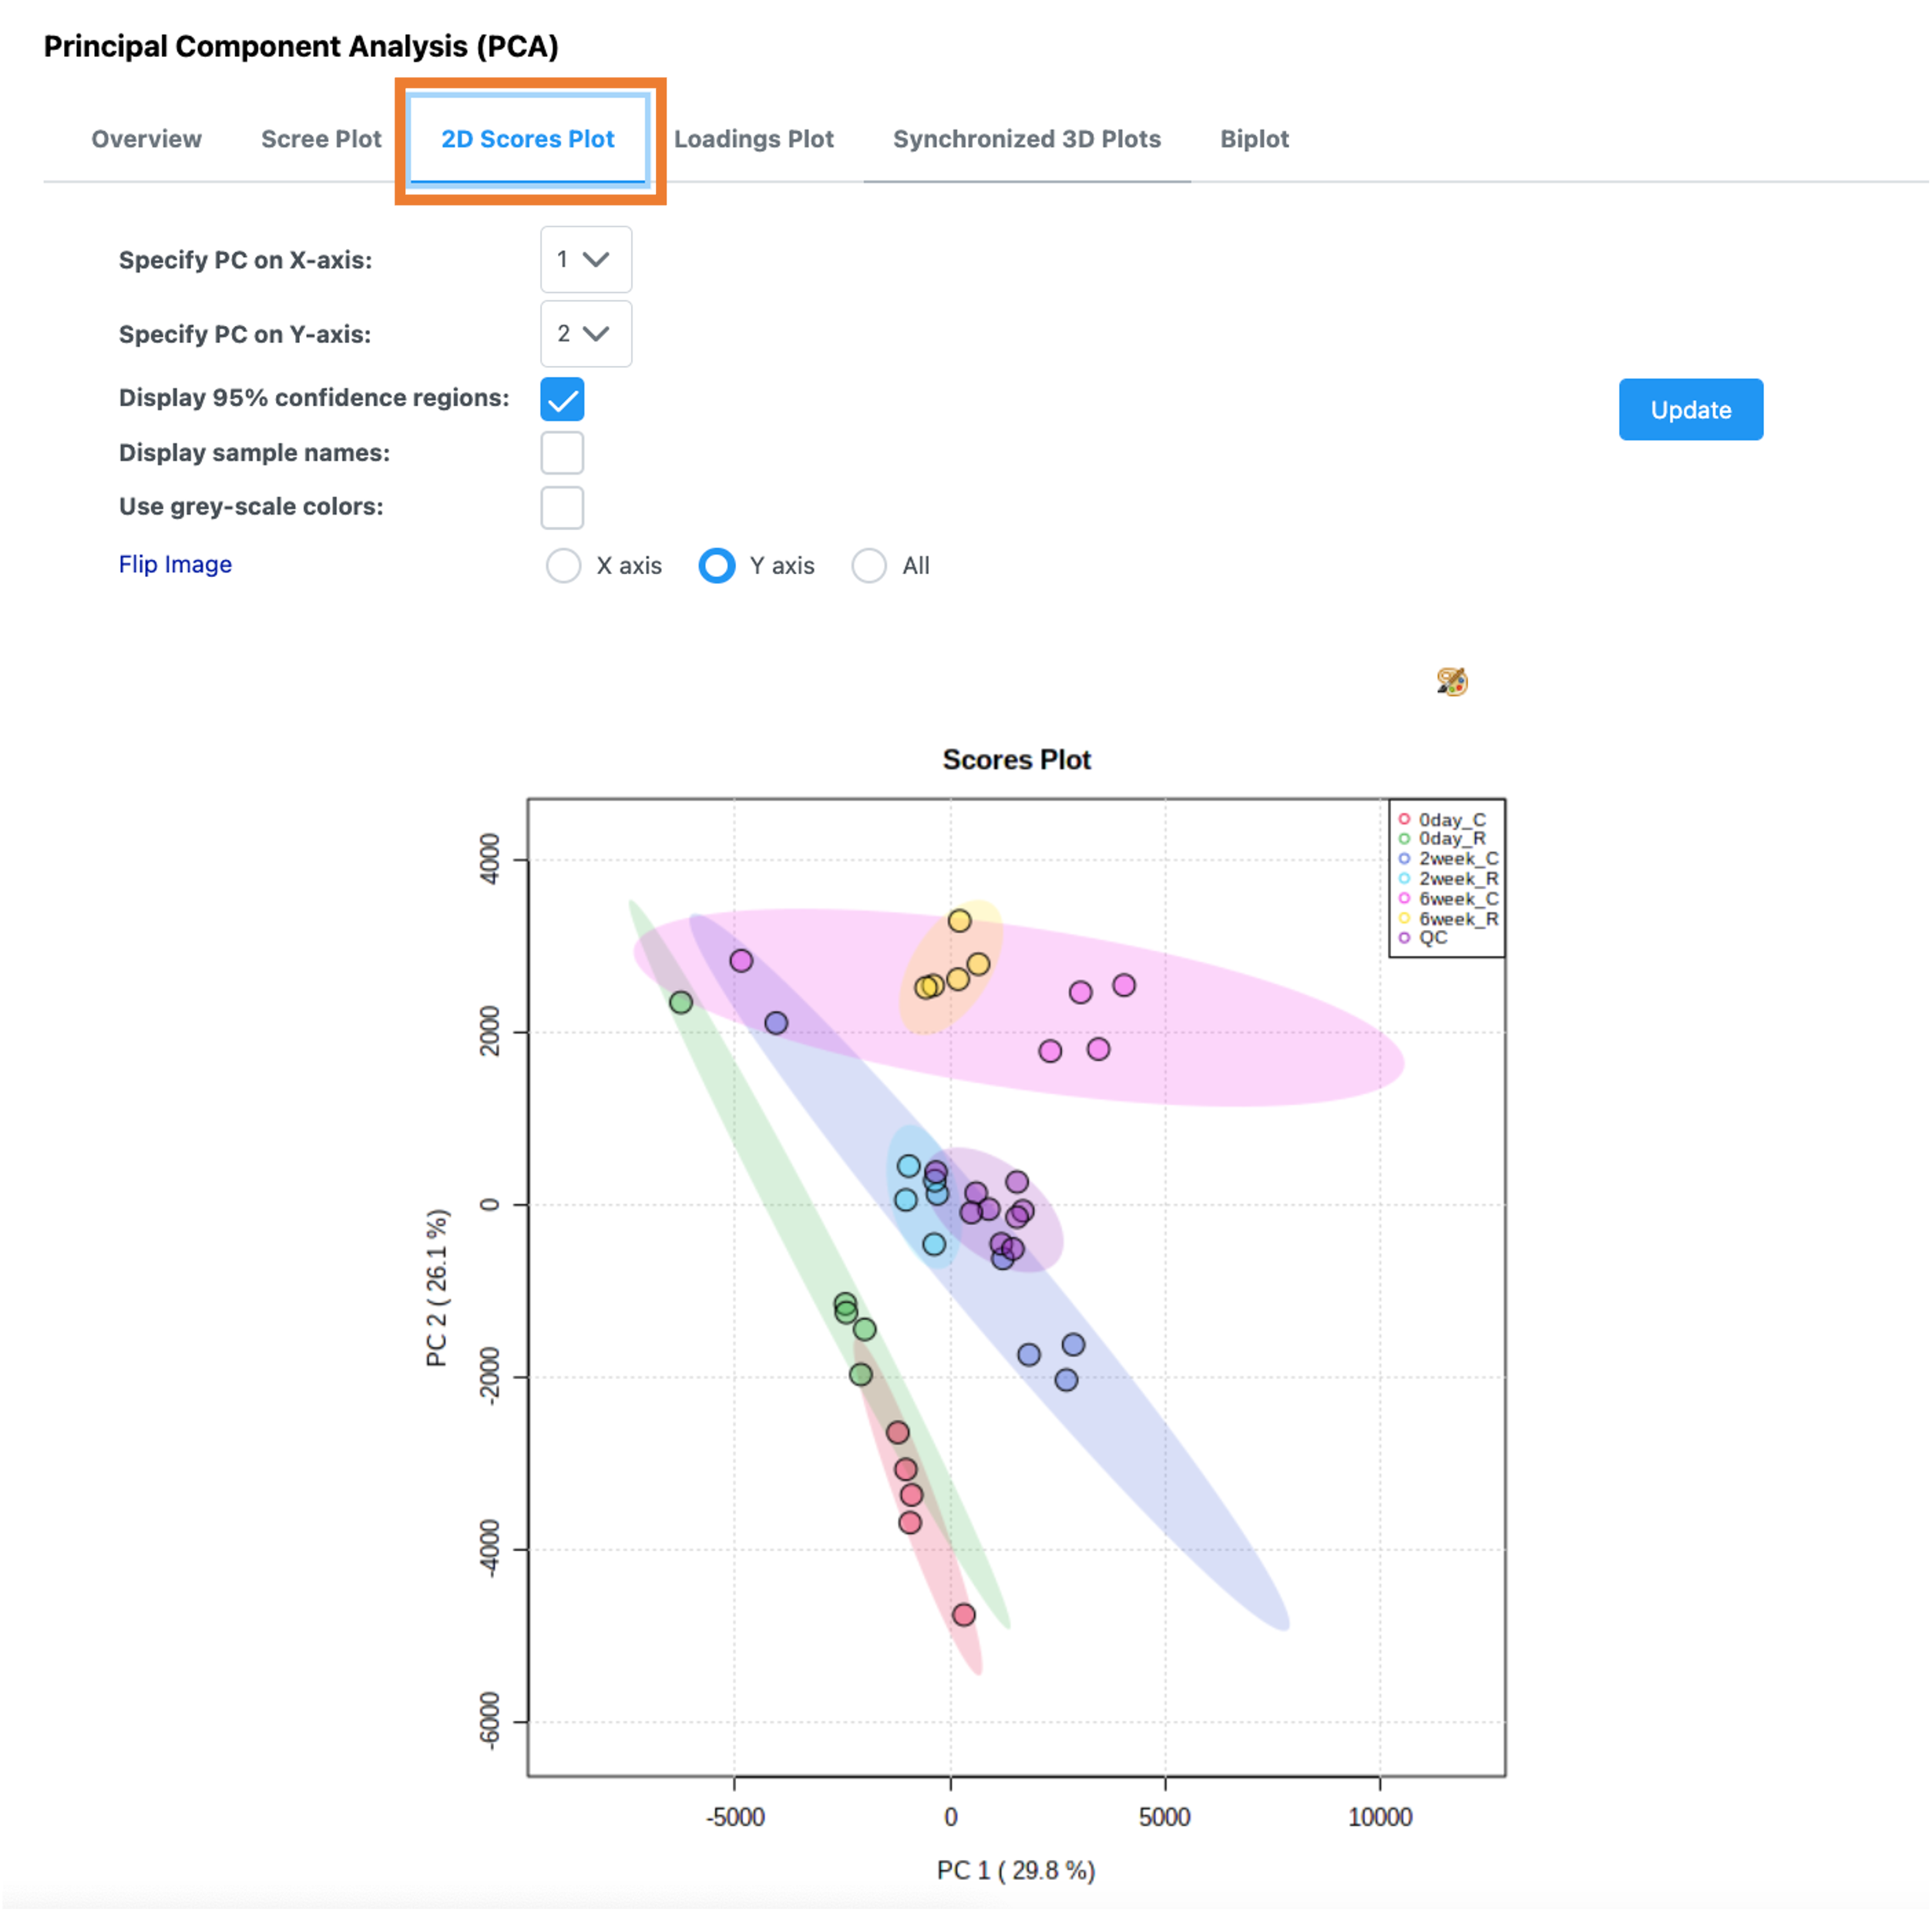 Principal Component Analysis (PCA)
Overview Scree Plot 2D Scores Plot Loadings Plot Synchronized 3D Plots Biplot
Specify PC on X-axis: 1
Specify PC on Y-axis: 2
Display 95% confidence regions:
Update
Display sample names:
Use grey-scale colors:
Flip Image X axis Y axis All
Scores Plot
0day_C
0day_R
2week_C
2week_R
6week_C
6week_R
QC
4000
2000
0
-2000
-4000
-6000
PC 2 ( 26.1 %)
-5000 0 5000 10000
PC 1 ( 29.8 %)